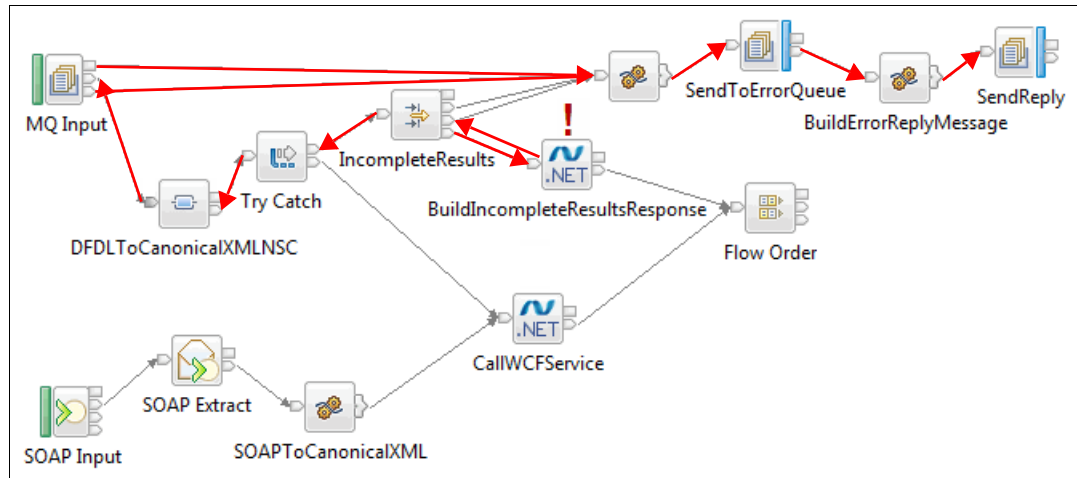 MQ Input
SendToErrorQueue
SendReply
BuildErrorReplyMessage
IncompleteResults
!
.NET
Try Catch
BuildIncompleteResultsResponse
DFDLToCanonicalXMLNSC
Flow Order
.NET
CallWCFService
SOAP Extract
SOAP Input
SOAPToCanonicalXML